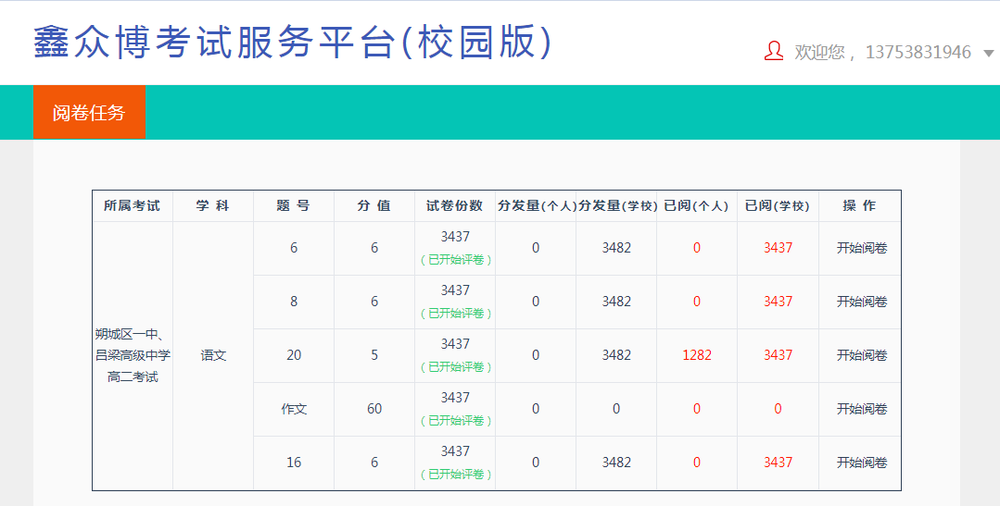 鑫众博考试服务平台(校园版)
欢迎您，13753831946
阅卷任务
所属考试 学 科 题 号 分 值 试卷份数 分发量(个人) 分发量(学校) 已阅(个人) 已阅(学校) 操 作
朔城区一中、
吕梁高级中学
高二考试
语文
6 6 3437 0 3482 0 3437 开始阅卷
（已开始评卷）
8 6 3437 0 3482 0 3437 开始阅卷
（已开始评卷）
20 5 3437 0 3482 1282 3437 开始阅卷
（已开始评卷）
作文 60 3437 0 0 0 0 开始阅卷
（已开始评卷）
16 6 3437 0 3482 0 3437 开始阅卷
（已开始评卷）